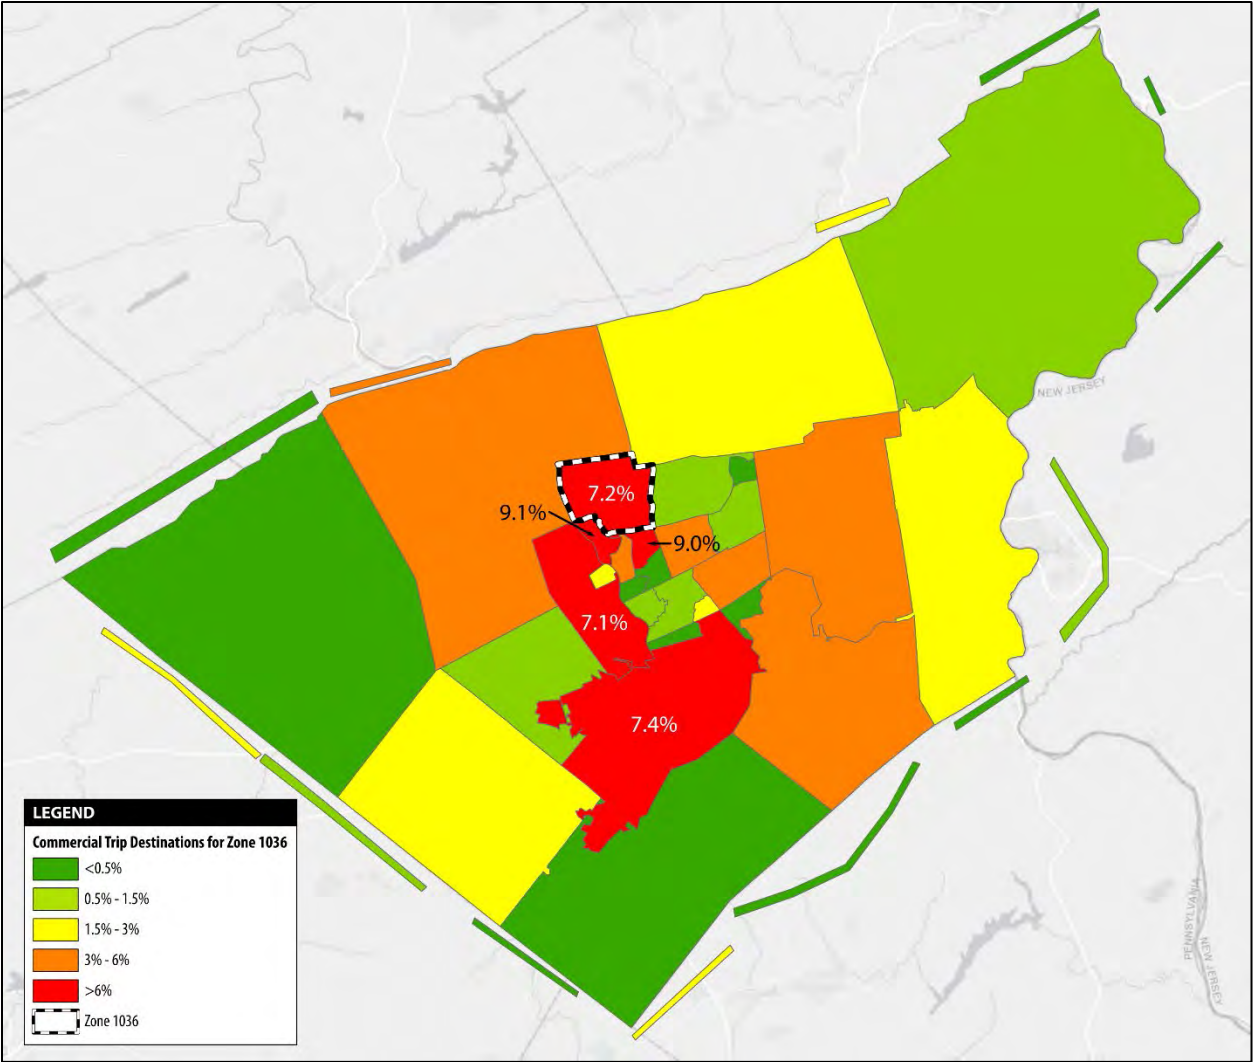 NEW JERSEY
7.2%
9.1%
9.0%
7.1%
7.4%
LEGEND
Commercial Trip Destinations for Zone 1036
<0.5%
0.5% - 1.5%
1.5% - 3%
3% - 6%
>6%
Zone 1036
PENNSYLVANIA
NEW JERSEY